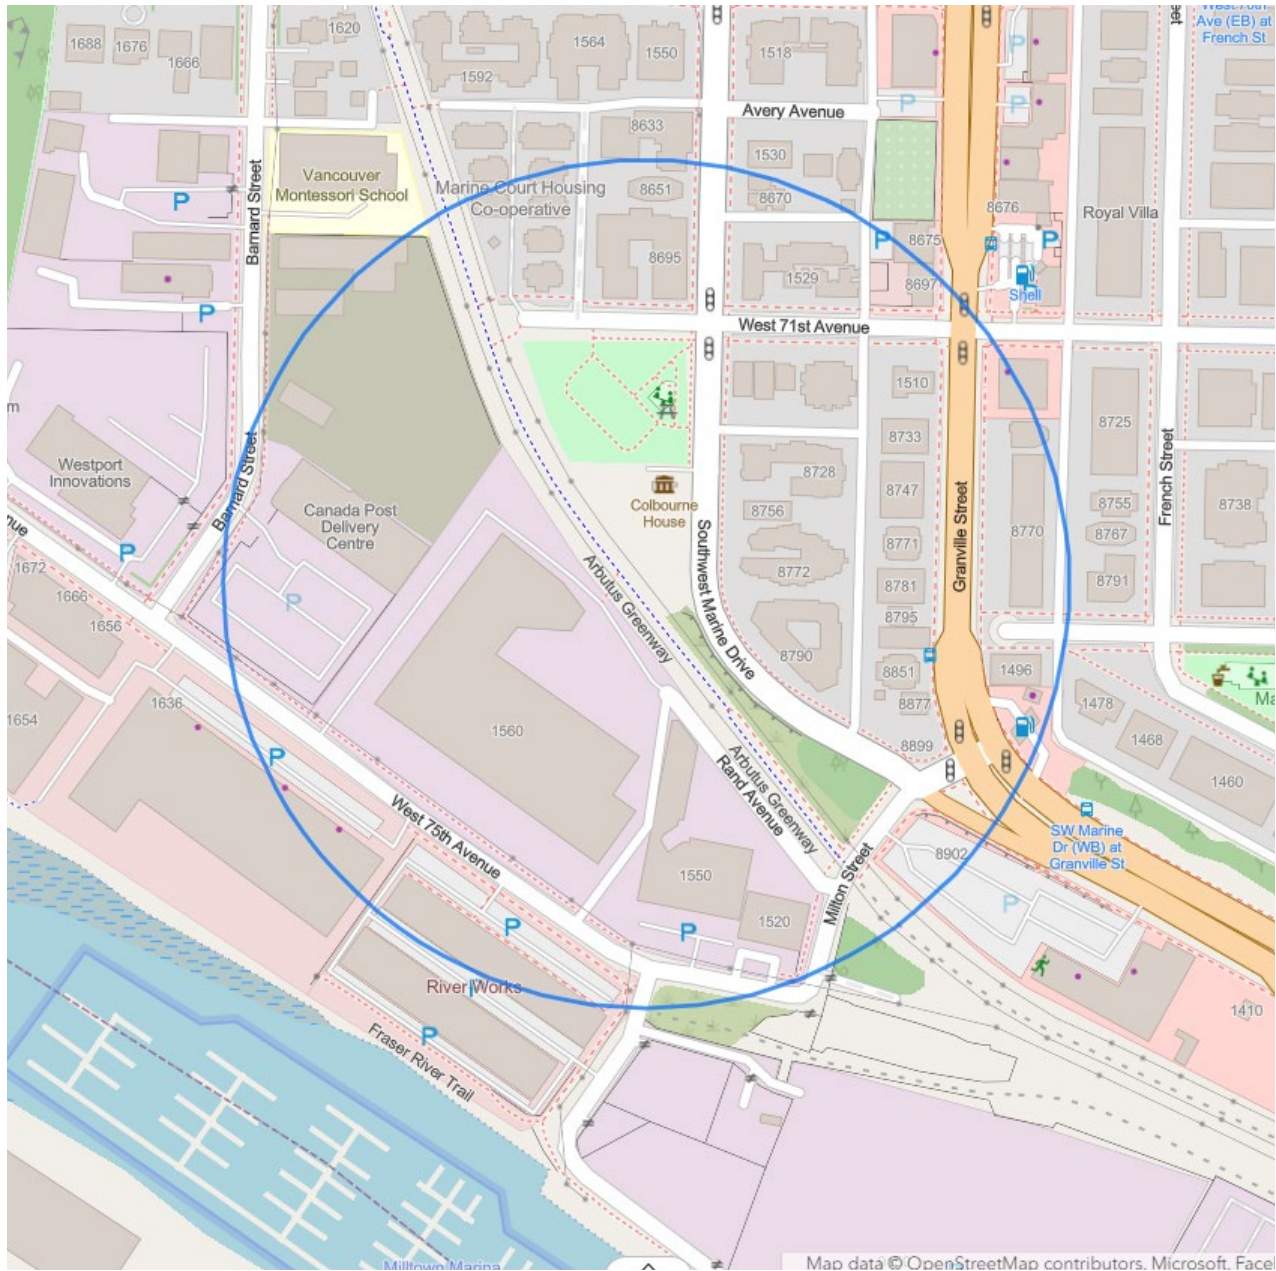 West 70th
Ave (EB) at
French St
1688
1676
1666
1620
1564
1550
1592
1518
Avery Avenue
8633
Barnard Street
Vancouver
Montessori School
Marine Court Housing
Co-operative
8651
1530
8670
8676
Royal Villa
P
P
P
P
P
8675
8695
1529
8697
Shell
P
West 71st Avenue
1510
8733
8725
8728
Westport
Innovations
Barnard Street
Canada Post
Delivery
Centre
Colbourne
House
8747
8756
Southwest Marine Drive
Granville Street
French Street
8770
8755
8738
8767
8771
8772
8781
8791
8795
P
P
1672
1666
1656
Arbutus Greenway
8790
8851
1496
8877
1478
Ma
1654
1636
1560
8899
1468
1460
P
Arbutus Greenway
Rand Avenue
West 75th Avenue
SW Marine
Dr (WB) at
Granville St
8902
Milton Street
1550
1520
P
P
P
River Works
P
1410
Fraser River Trail
Milltown Marina
Map data © OpenStreetMap contributors, Microsoft, Face